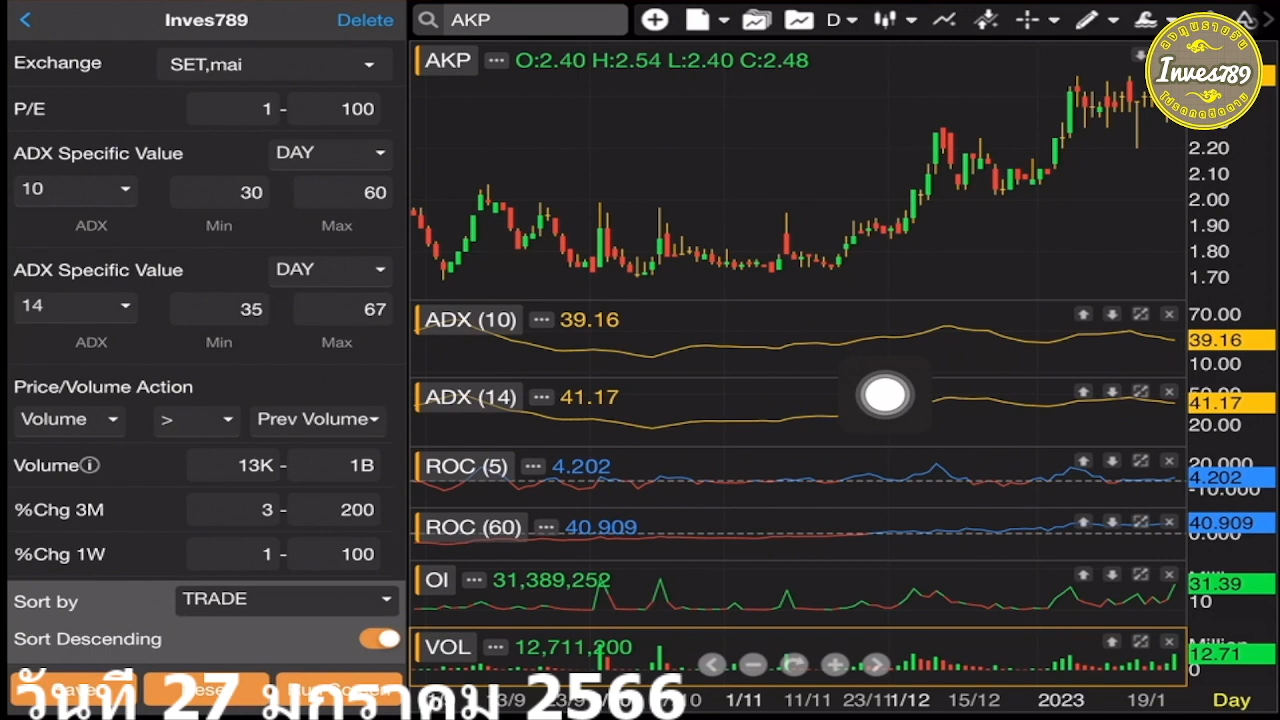 Inves789 Delete
Exchange SET,mai
P/E 1 - 100
ADX Specific Value DAY
10 30 60
ADX Min Max
ADX Specific Value DAY
14 35 67
ADX Min Max
Price/Volume Action
Volume > Prev Volume
Volume 13K - 1B
%Chg 3M 3 - 200
%Chg 1W 1 - 100
Sort by TRADE
Sort Descending
วันที่ 27 มกราคม 2566
AKP D
AKP O:2.40 H:2.54 L:2.40 C:2.48
Inves789
2.20
2.10
2.00
1.90
1.80
1.70
ADX (10) 39.16 70.00
39.16
10.00
ADX (14) 41.17
41.17
20.00
ROC (5) 4.202 20.000
4.202
-10.000
ROC (60) 40.909 40.909
0.000
OI 31,389,252 31.39
10
VOL 12,711,200 Million
12.71
0
1/11 11/11 23/11 1/12 15/12 2023 19/1 Day